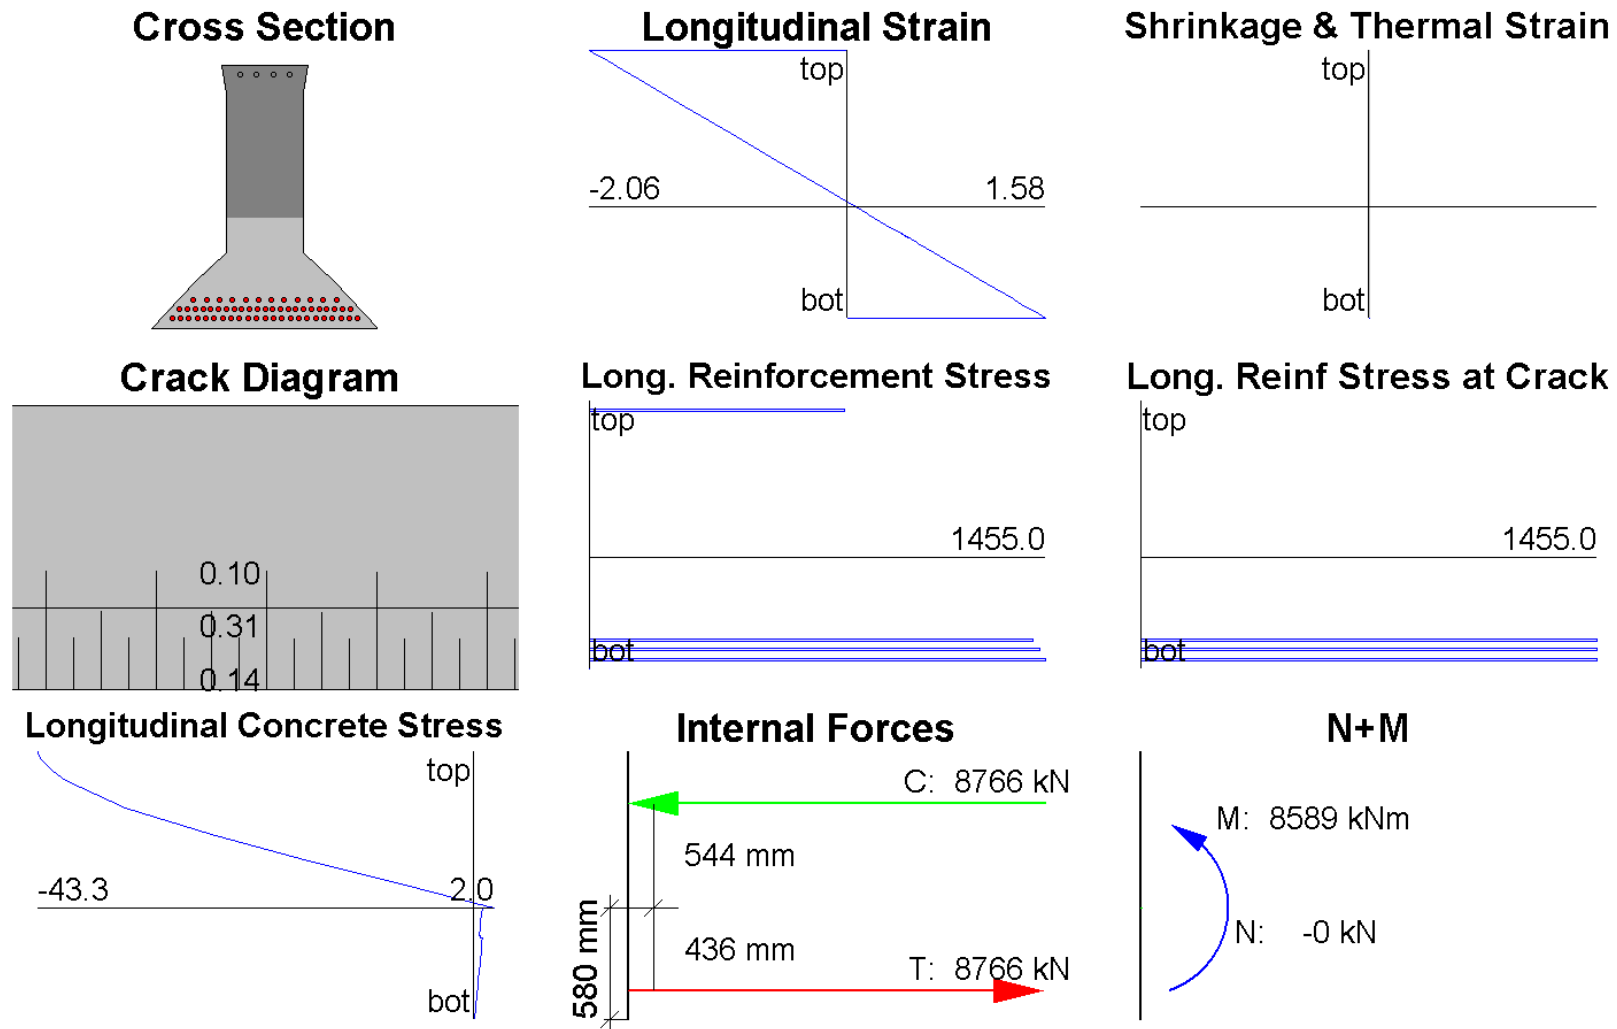 Cross Section
Longitudinal Strain
Shrinkage & Thermal Strain
top
-2.06
1.58
bot
top
bot
Crack Diagram
Long. Reinforcement Stress
Long. Reinf Stress at Crack
0.10
0.31
0.14
top
1455.0
bot
top
1455.0
bot
Longitudinal Concrete Stress
Internal Forces
N+M
top
-43.3
2.0
bot
C: 8766 kN
544 mm
436 mm
580 mm
T: 8766 kN
M: 8589 kNm
N: -0 kN